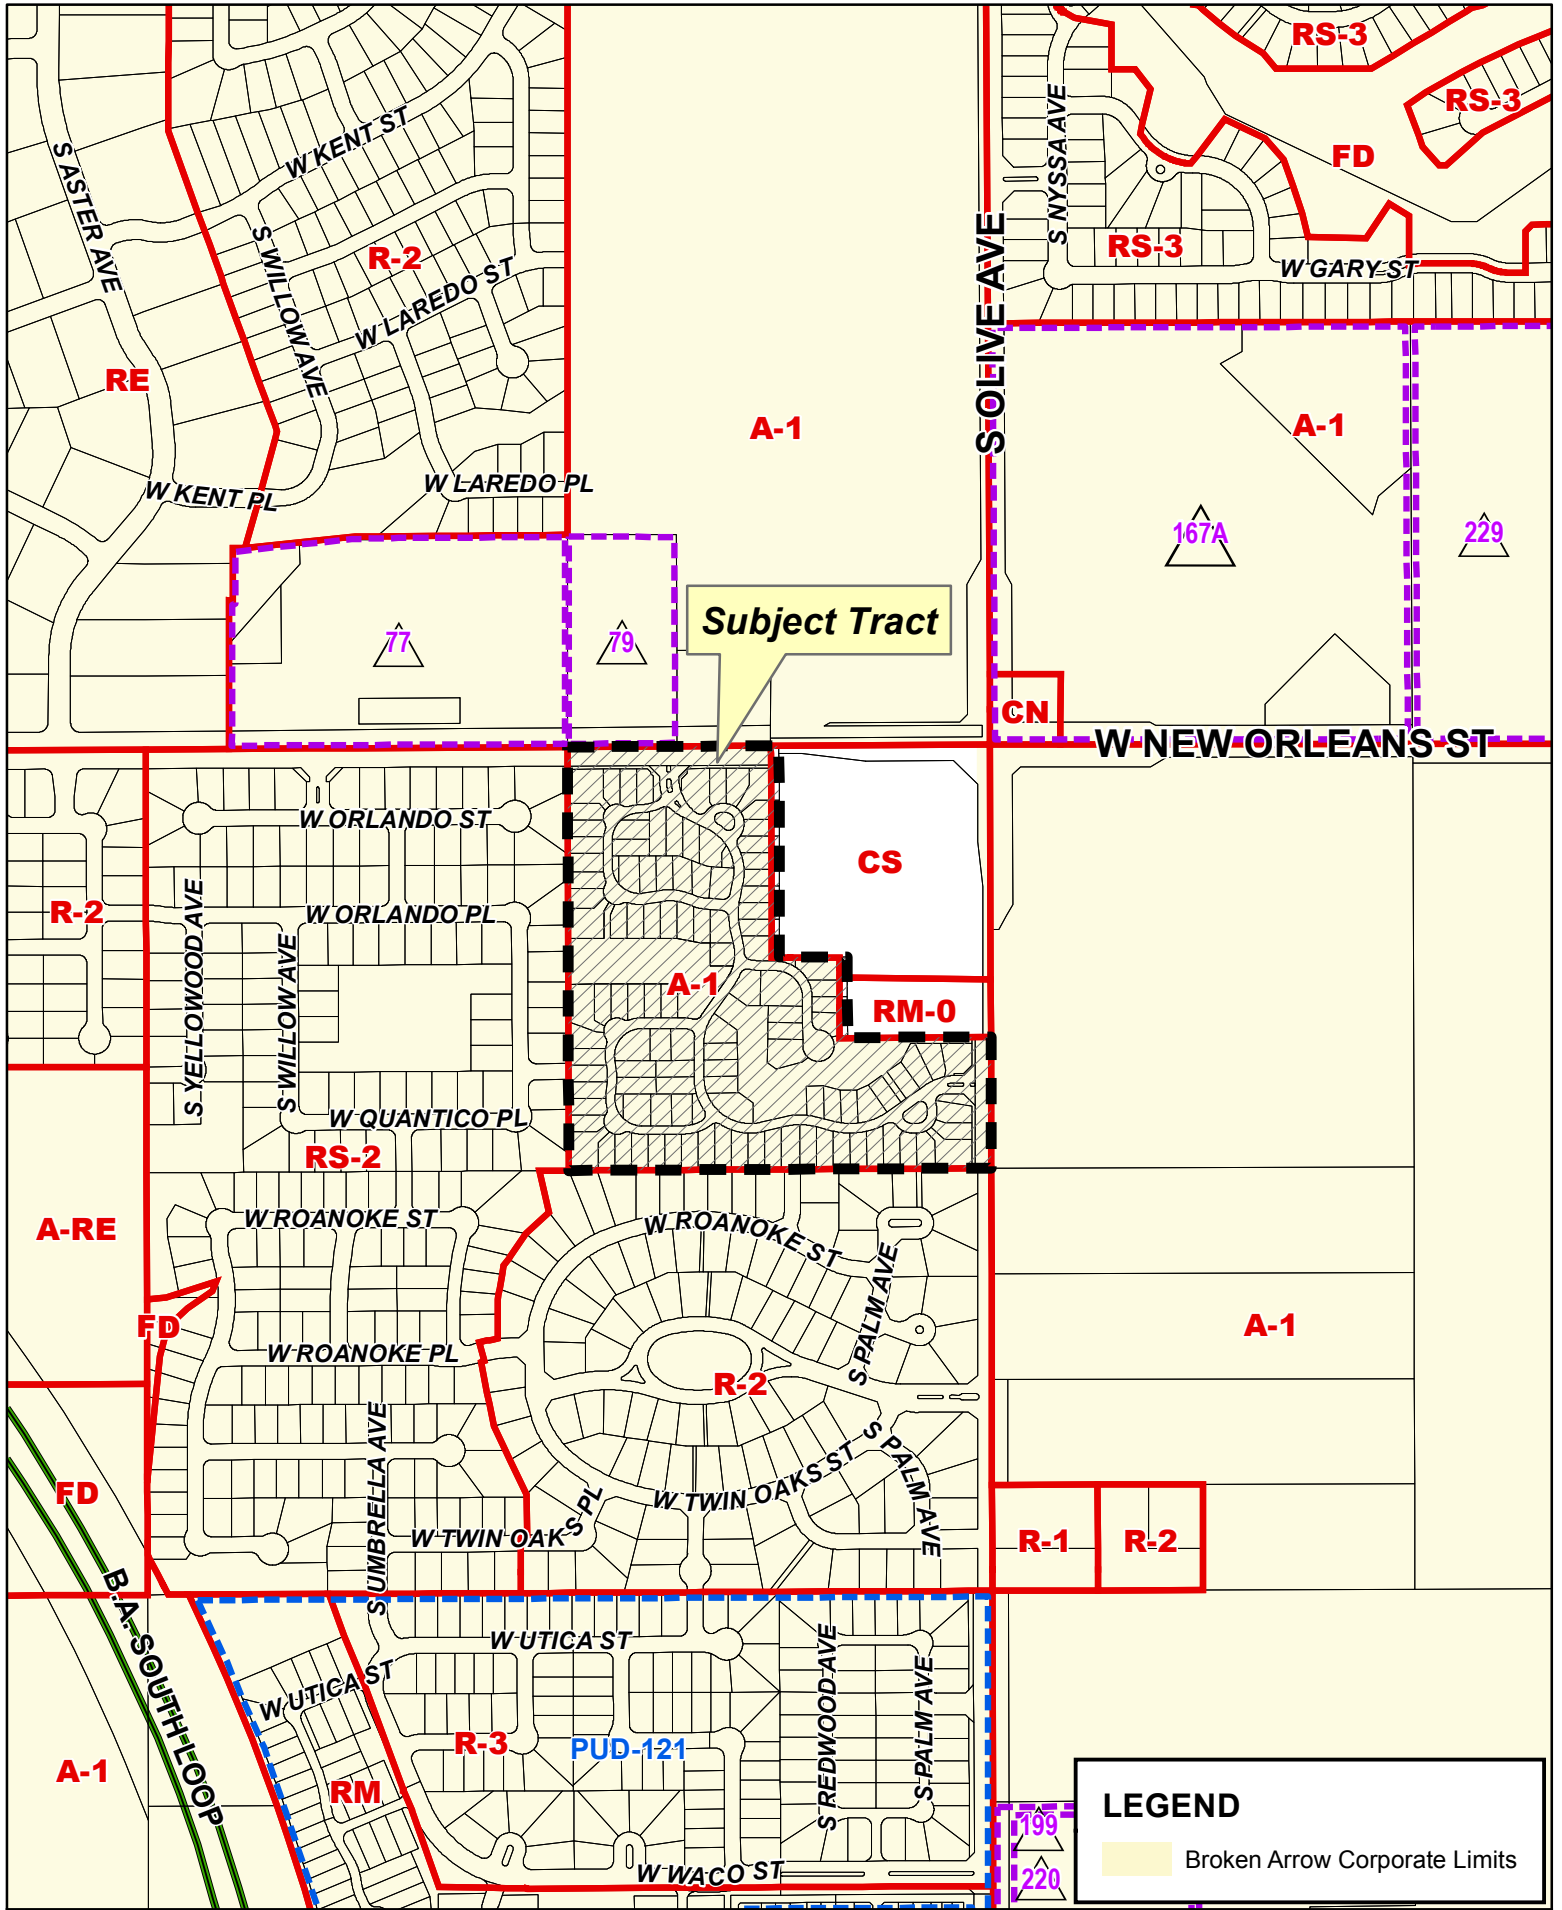 RS-3
RS-3
FD
S NYSSA AVE
W KENT ST
S ASTER AVE
S WILLOW AVE
R-2
W LAREDO ST
RS-3
W GARY ST
S OLIVE AVE
RE
A-1
A-1
W LAREDO PL
W KENT PL
167A
229
Subject Tract
77
79
CN
W NEW ORLEANS ST
W ORLANDO ST
CS
R-2
W ORLANDO PL
S YELLOWOOD AVE
S WILLOW AVE
A-1
RM-0
W QUANTICO PL
RS-2
A-RE
W ROANOKE ST
W ROANOKE ST
S PALM AVE
FD
A-1
W ROANOKE PL
R-2
S UMBRELLA AVE
S PALM AVE
FD
W TWIN OAKS ST
W TWIN OAKS PL
R-1
R-2
B.A. SOUTH LOOP
W UTICA ST
S REDWOOD AVE
S PALM AVE
W UTICA ST
R-3
PUD-121
A-1
RM
W WACO ST
199
220
LEGEND
Broken Arrow Corporate Limits